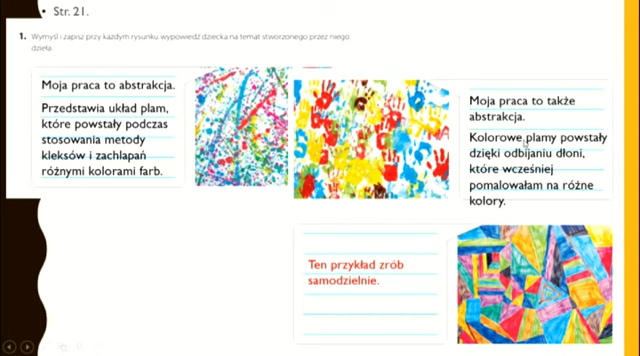 Str. 21.
1. Wymyśl i zapisz przy każdym rysunku wypowiedź dziecka na temat stworzonego przez niego
dzieła.
Moja praca to abstrakcja.
Przedstawia układ plam,
które powstały podczas
stosowania metody
kleksów i zachlapań
różnymi kolorami farb.
Moja praca to także
abstrakcja.
Kolorowe plamy powstały
dzięki odbijaniu dłoni,
które wcześniej
pomalowałam na różne
kolory.
Ten przykład zrób
samodzielnie.